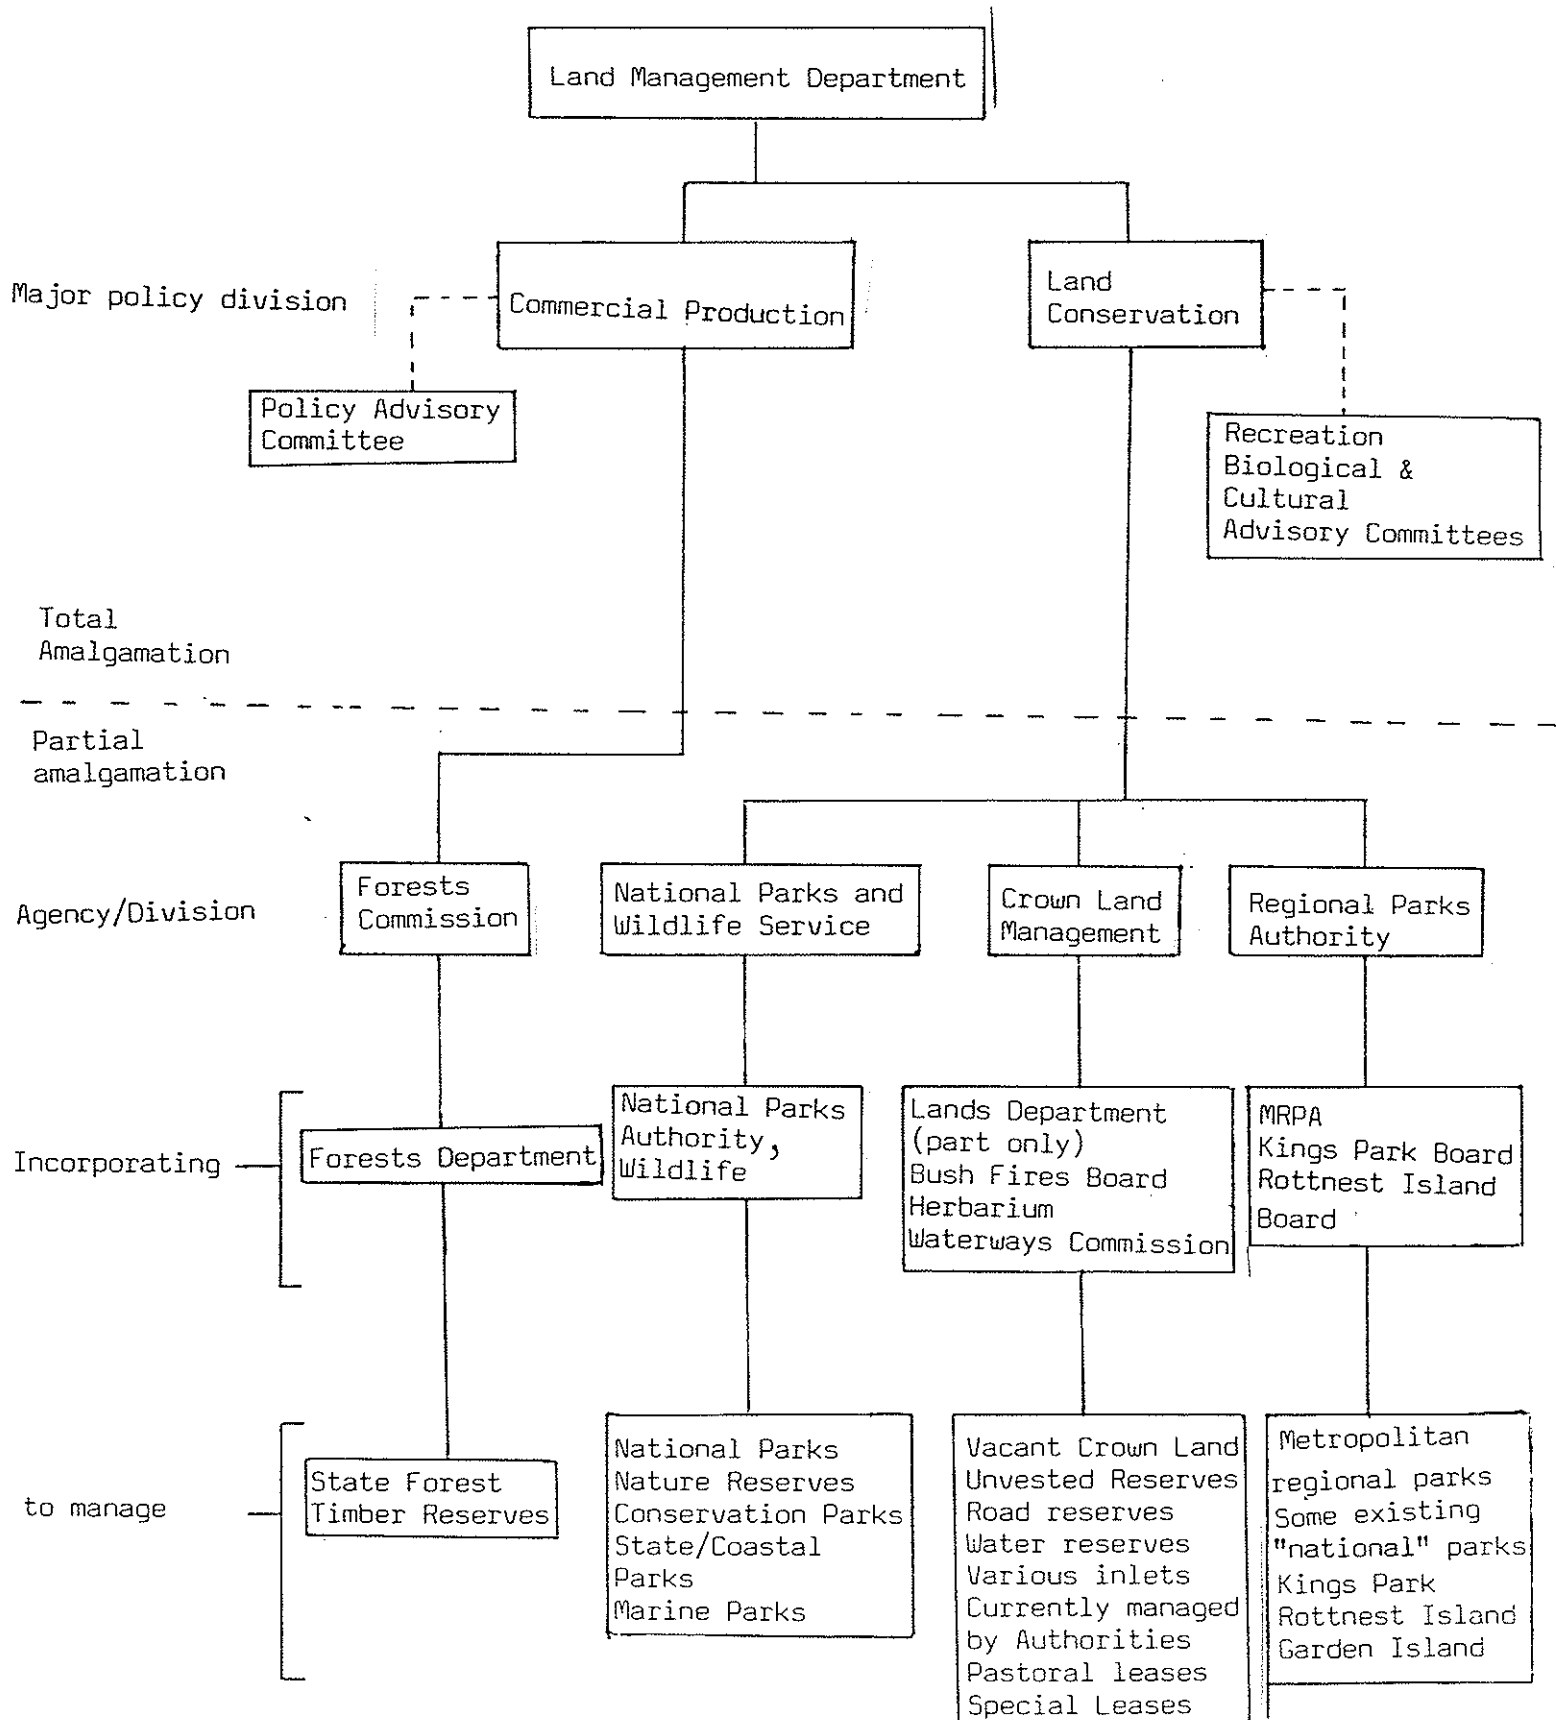 Land Management Department
Major policy division
Commercial Production
Land
Conservation
Policy Advisory
Committee
Recreation
Biological &
Cultural
Advisory Committees
Total
Amalgamation
Partial
amalgamation
Agency/Division
Forests
Commission
National Parks and
Wildlife Service
Crown Land
Management
Regional Parks
Authority
Incorporating
Forests Department
National Parks
Authority,
Wildlife
Lands Department
(part only)
Bush Fires Board
Herbarium
Waterways Commission
MRPA
Kings Park Board
Rottnest Island
Board
to manage
State Forest
Timber Reserves
National Parks
Nature Reserves
Conservation Parks
State/Coastal
Parks
Marine Parks
Vacant Crown Land
Unvested Reserves
Road reserves
Water reserves
Various inlets
Currently managed
by Authorities
Pastoral leases
Special Leases
Metropolitan
regional parks
Some existing
"national" parks
Kings Park
Rottnest Island
Garden Island